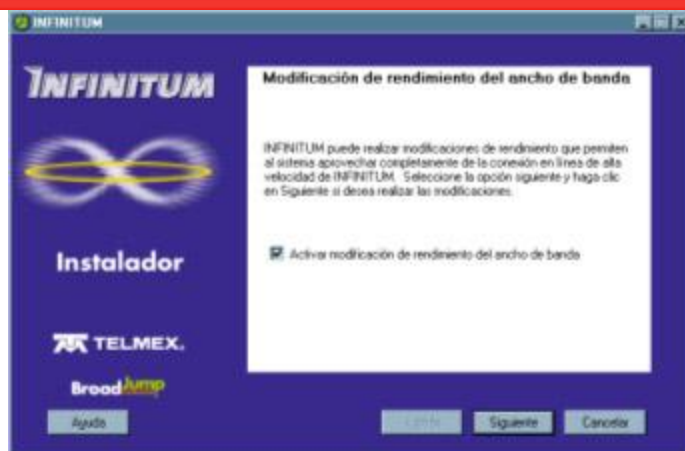 INFINITUM
INFINITUM
Modificación de rendimiento del ancho de banda
INFINITUM puede realizar modificaciones de rendimiento que permiten
al sistema aprovechar completamente de la conexión en línea de alta
velocidad de INFINITUM. Seleccione la opción siguiente y haga clic
en Siguiente si desea realizar las modificaciones.
Activar modificación de rendimiento del ancho de banda
Instalador
TELMEX.
BroadJump
Ayuda
Siguiente
Cancelar